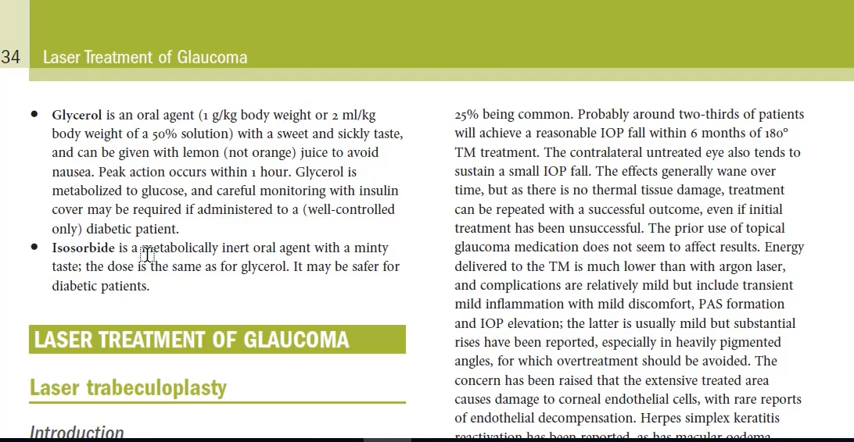 34 Laser Treatment of Glaucoma
● Glycerol is an oral agent (1 g/kg body weight or 2 ml/kg
body weight of a 50% solution) with a sweet and sickly taste,
and can be given with lemon (not orange) juice to avoid
nausea. Peak action occurs within 1 hour. Glycerol is
metabolized to glucose, and careful monitoring with insulin
cover may be required if administered to a (well-controlled
only) diabetic patient.
● Isosorbide is a metabolically inert oral agent with a minty
taste; the dose is the same as for glycerol. It may be safer for
diabetic patients.
LASER TREATMENT OF GLAUCOMA
Laser trabeculoplasty
Introduction
25% being common. Probably around two-thirds of patients
will achieve a reasonable IOP fall within 6 months of 180°
TM treatment. The contralateral untreated eye also tends to
sustain a small IOP fall. The effects generally wane over
time, but as there is no thermal tissue damage, treatment
can be repeated with a successful outcome, even if initial
treatment has been unsuccessful. The prior use of topical
glaucoma medication does not seem to affect results. Energy
delivered to the TM is much lower than with argon laser,
and complications are relatively mild but include transient
mild inflammation with mild discomfort, PAS formation
and IOP elevation; the latter is usually mild but substantial
rises have been reported, especially in heavily pigmented
angles, for which overtreatment should be avoided. The
concern has been raised that the extensive treated area
causes damage to corneal endothelial cells, with rare reports
of endothelial decompensation. Herpes simplex keratitis
reactivation has been reported, as has macular oedema